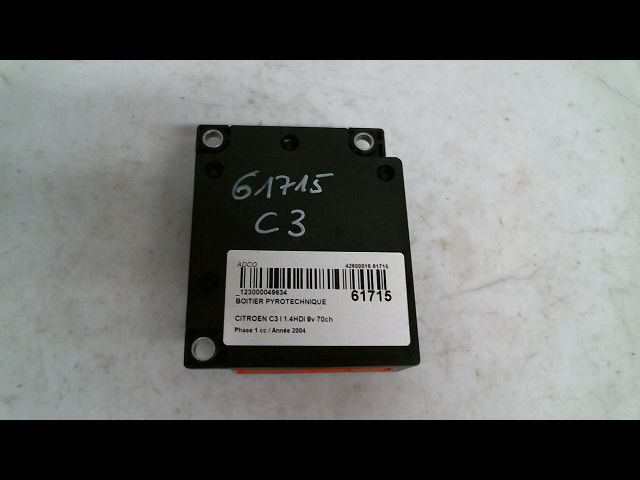 61715
C3
ADCO 42600016 61715
123000049634
61715
BOITIER PYROTECHNIQUE
CITROEN C3 I 1.4HDI 8v 70ch
Phase 1 cc / Année 2004